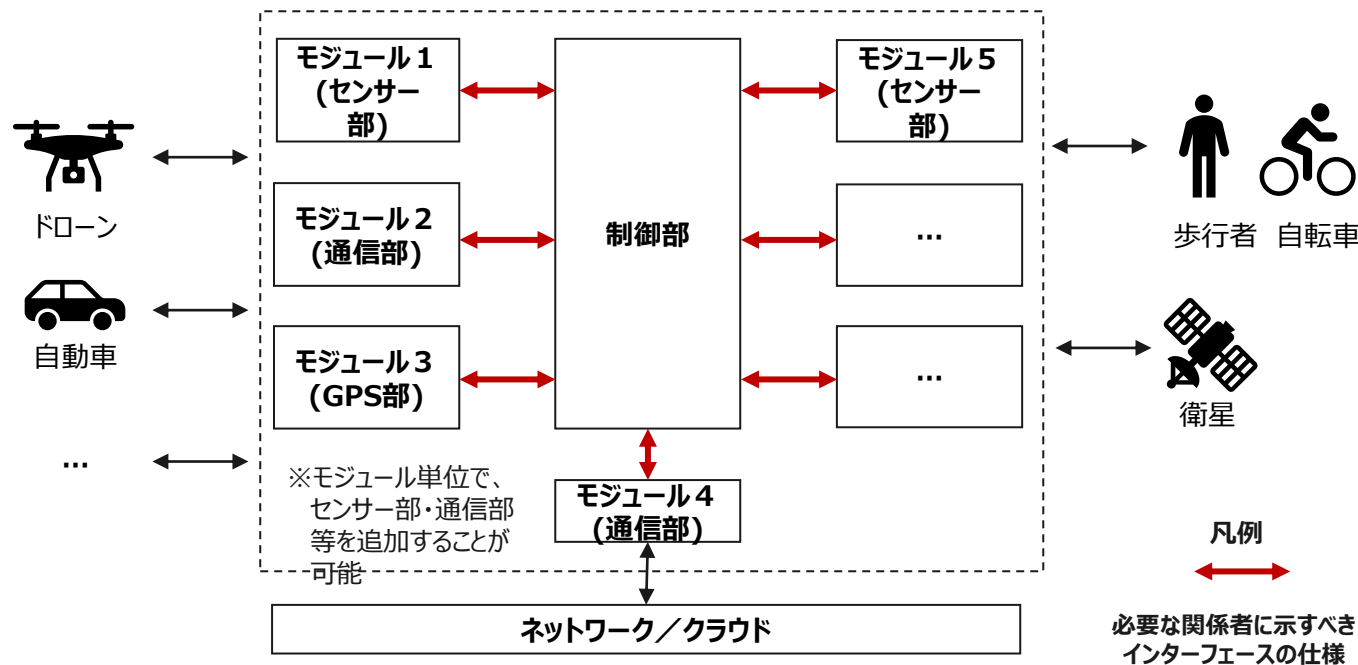 モジュール１
(センサー
部)
モジュール５
(センサー
部)
ドローン
モジュール２
(通信部)
制御部
...
歩行者
自転車
自動車
モジュール３
(GPS部)
...
衛星
...
※モジュール単位で、
センサー部・通信部
等を追加することが
可能
モジュール４
(通信部)
ネットワーク／クラウド
凡例
必要な関係者に示すべき
インターフェースの仕様